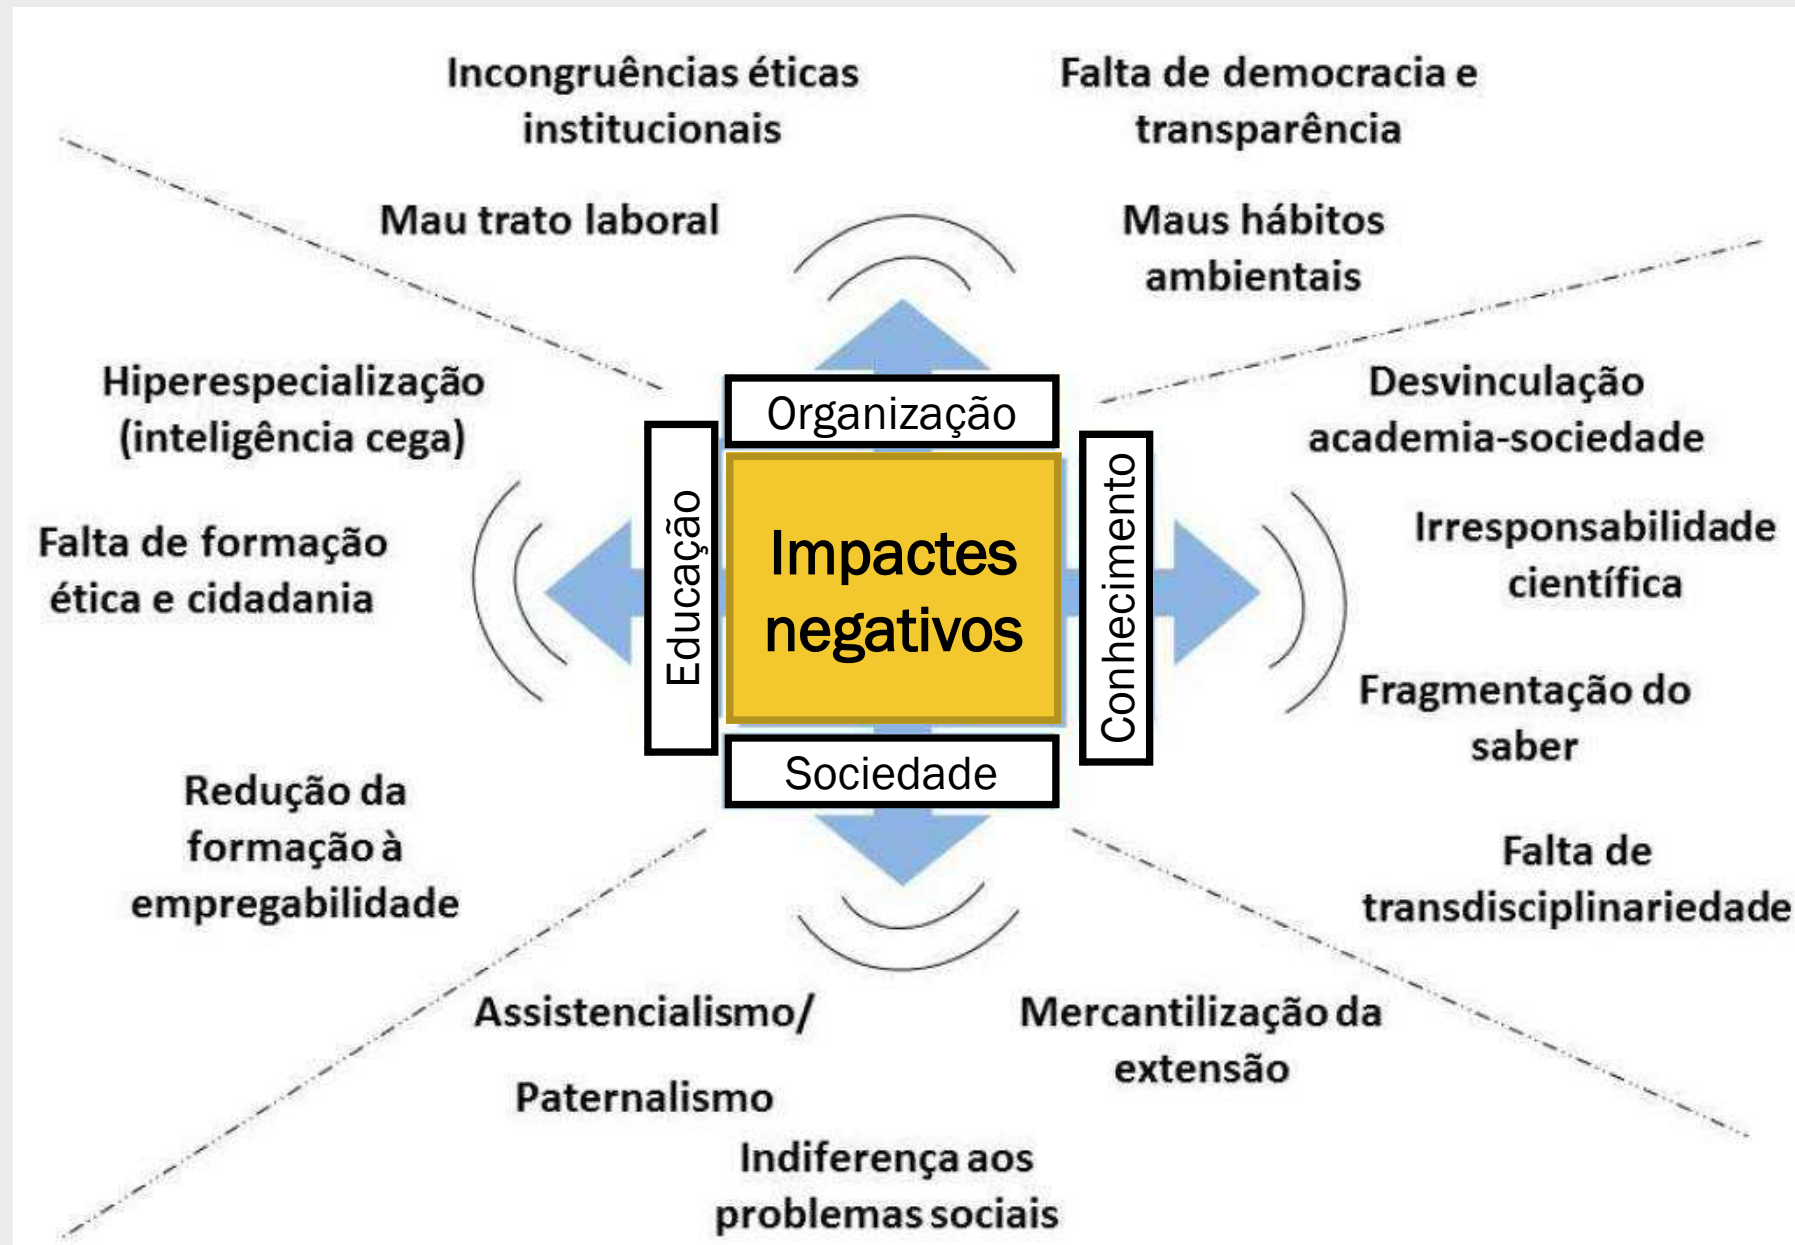 Incongruências éticas
institucionais
Falta de democracia e
transparência
Mau trato laboral
Maus hábitos
ambientais
Hiperespecialização
(inteligência cega)
Falta de formação
ética e cidadania
Redução da
formação à
empregabilidade
Organização
Educação
Impactes
negativos
Conhecimento
Sociedade
Desvinculação
academia-sociedade
Irresponsabilidade
científica
Fragmentação do
saber
Falta de
transdisciplinariedade
Assistencialismo/
Paternalismo
Mercantilização da
extensão
Indiferença aos
problemas sociais